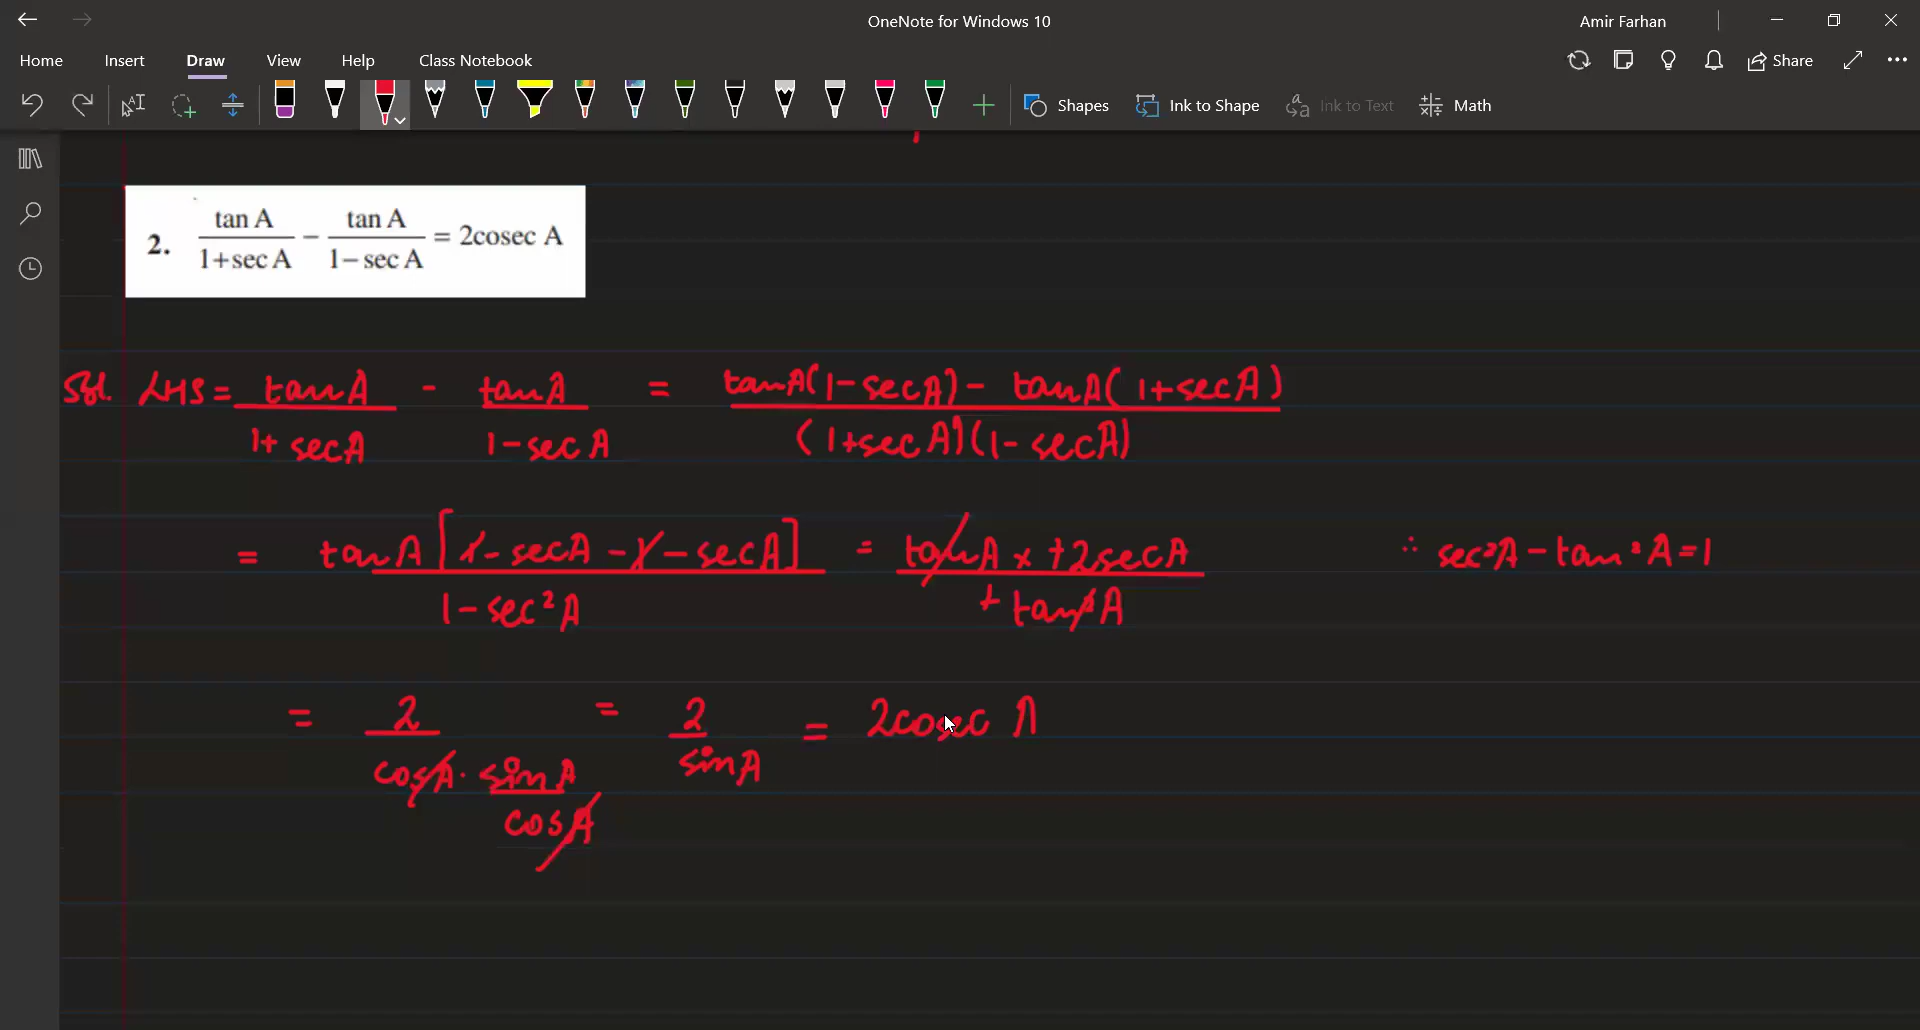 OneNote for Windows 10
Amir Farhan
Home Insert Draw View Help Class Notebook Share
Shapes Ink to Shape Ink to Text Math
2. tan A / 1+sec A − tan A / 1− sec A = 2cosec A
Sol. LHS = tanA / 1+ secA - tanA / 1-secA = tanA(1-secA) - tanA(1+secA) / (1+secA)(1-secA)
= tanA[1-secA-1-secA] / 1-sec²A = tanA x +2secA / + tan²A ∴ sec²A - tan²A = 1
= 2 / cosA . sinA / cosA = 2 / sinA = 2cosec A